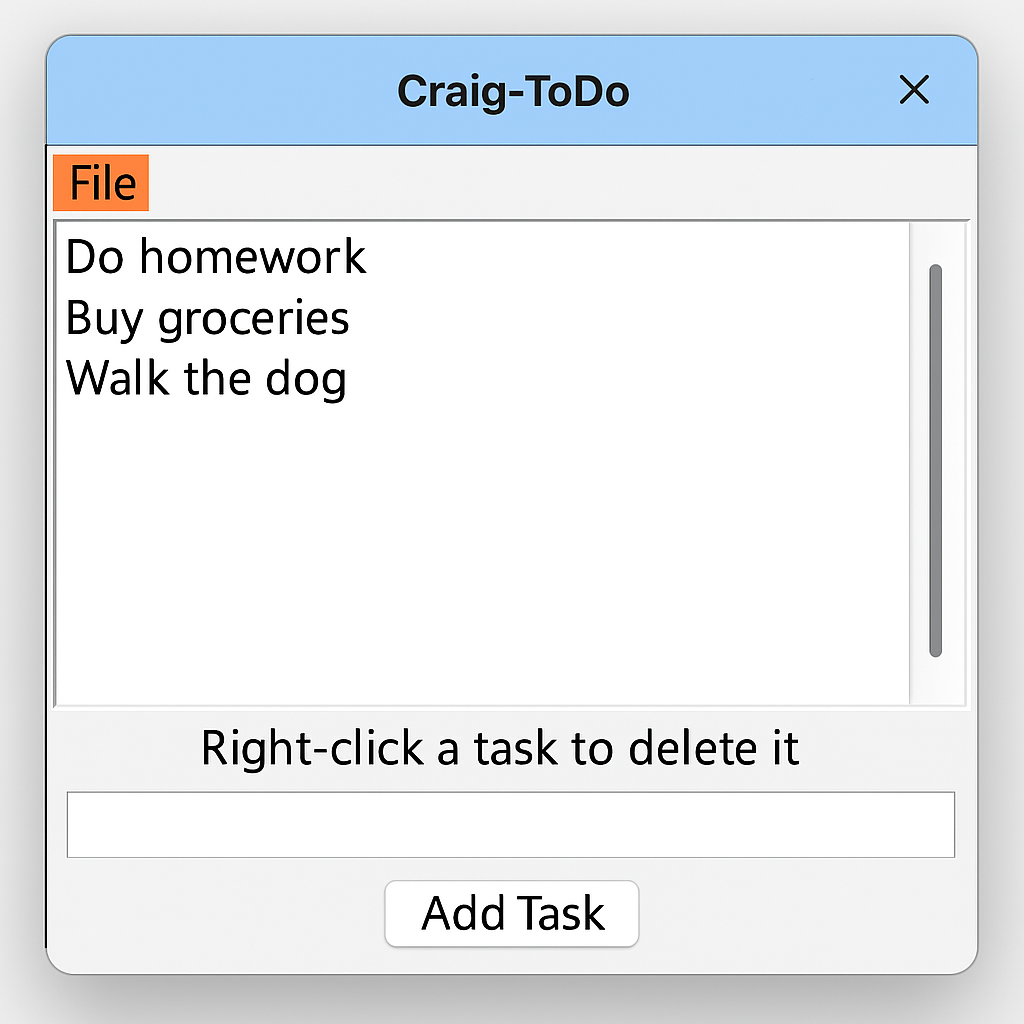 Craig-ToDo
File
Do homework
Buy groceries
Walk the dog
Right-click a task to delete it
Add Task